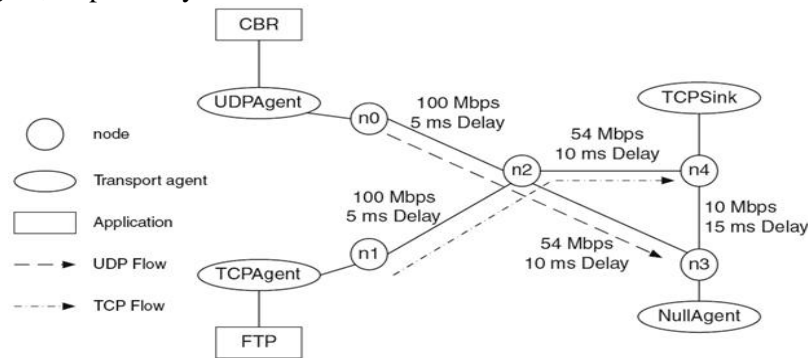 CBR
UDPAgent
n0
100 Mbps
5 ms Delay
TCPSink
node
54 Mbps
10 ms Delay
n2
n4
Transport agent
100 Mbps
5 ms Delay
10 Mbps
15 ms Delay
Application
n1
54 Mbps
10 ms Delay
n3
UDP Flow
TCPAgent
TCP Flow
NullAgent
FTP